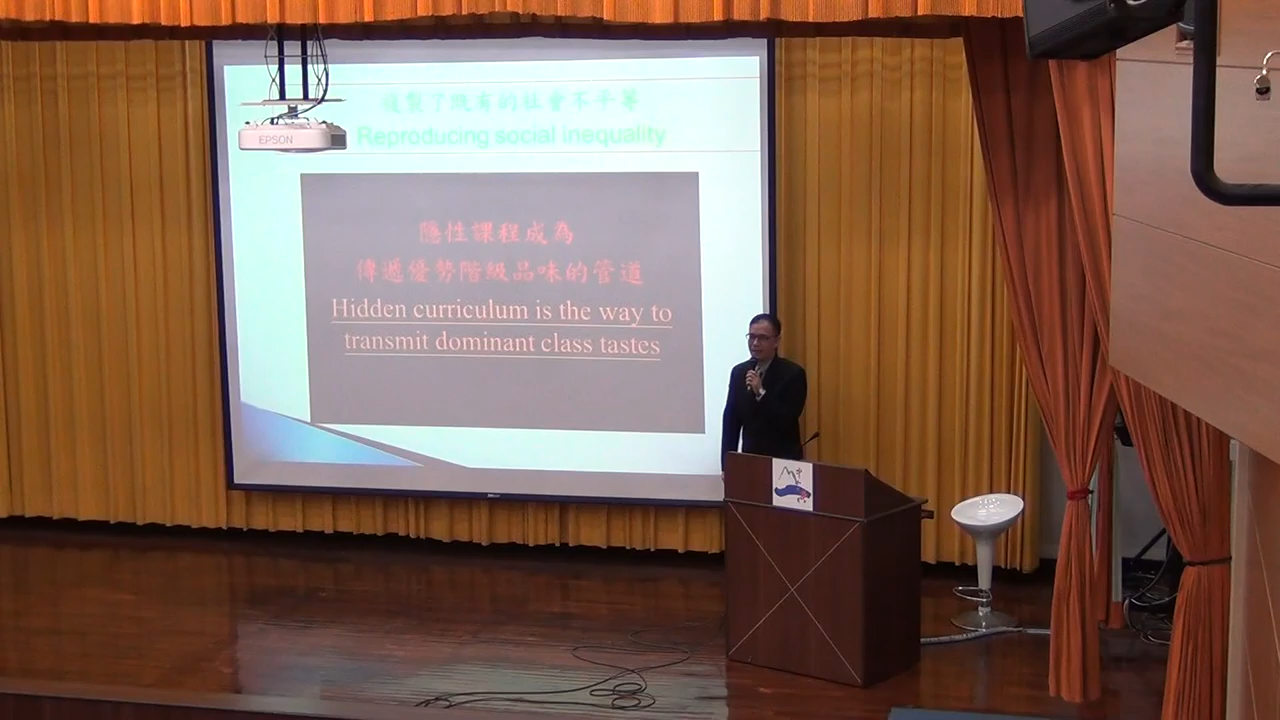 複製了既有的社會不平等
Reproducing social inequality
EPSON
隱性課程成為
傳遞優勢階級品味的管道
Hidden curriculum is the way to
transmit dominant class tastes